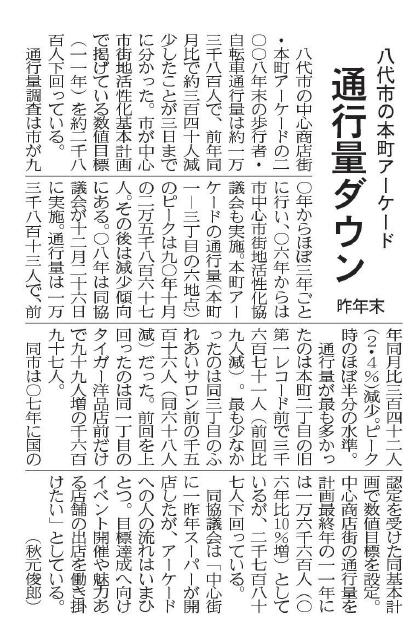 八代市の本町アーケード
通行量ダウン
昨年末
八代市の中心商店街
・本町アーケードの二
〇〇八年末の歩行者・
自転車通行量は約一万
三千八百人で、前年同
月比で約三百四十人減
少したことが三日まで
に分かった。市が中心
市街地活性化基本計画
で掲げている数値目標
(一一年)を約二千八
百人下回っている。
通行量調査は市が九
〇年からほぼ三年ごと
に行い、〇六年からは
市中心市街地活性化協
議会も実施。本町アー
ケードの通行量(本町
一―三丁目の六地点)
のピークは九〇年十月
の二万五千八百六十七
人。その後は減少傾向
にある。〇八年は同協
議会が十二月二十六日
に実施。通行量は一万
三千八百十三人で、前
年同月比三百四十二人
(2・4%)減少。ピーク
時のほぼ半分の水準。
通行量が最も多かっ
たのは本町二丁目の旧
第一レコード前で三千
六百七十一人(前回比
九人減)。最も少なか
ったのは同三丁目のふ
れあいサロン前の千五
百十六人(同六十八人
減)だった。前回を上
回ったのは同一丁目の
タイガー洋品店前だけ
で九十九人増の千六百
九十七人。
同市は〇七年に国の
認定を受けた同基本計
画で数値目標を設定。
中心商店街の通行量を
計画最終年の一一年に
は一万六千六百人(〇
六年比10%増)として
いるが、二千七百八十
七人下回っている。
同協議会は「中心街
に一昨年スーパーが開
店したが、アーケード
への人の流れはいまひ
とつ。目標達成へ向け
イベント開催や魅力あ
る店舗の出店を働き掛
けたい」としている。
(秋元俊郎)